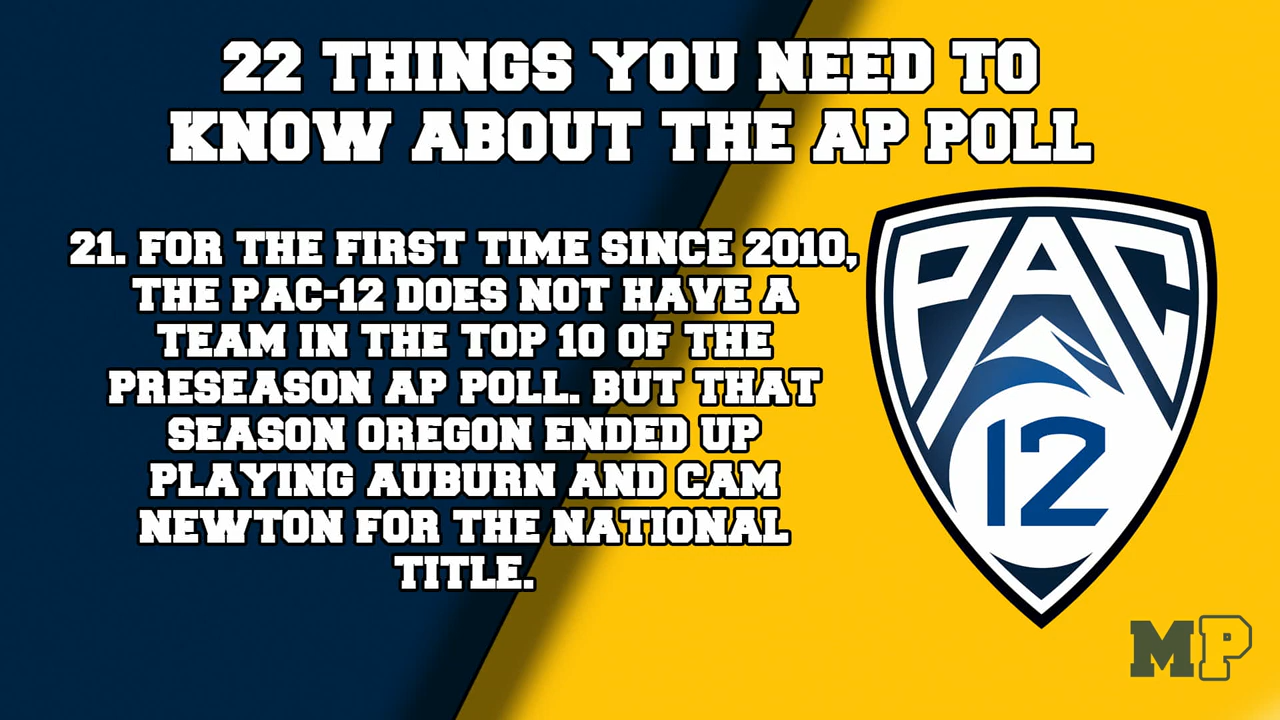 22 THINGS YOU NEED TO
KNOW ABOUT THE AP POLL
21. FOR THE FIRST TIME SINCE 2010,
THE PAC-12 DOES NOT HAVE A
TEAM IN THE TOP 10 OF THE
PRESEASON AP POLL. BUT THAT
SEASON OREGON ENDED UP
PLAYING AUBURN AND CAM
NEWTON FOR THE NATIONAL
TITLE.
PAC
12
MP